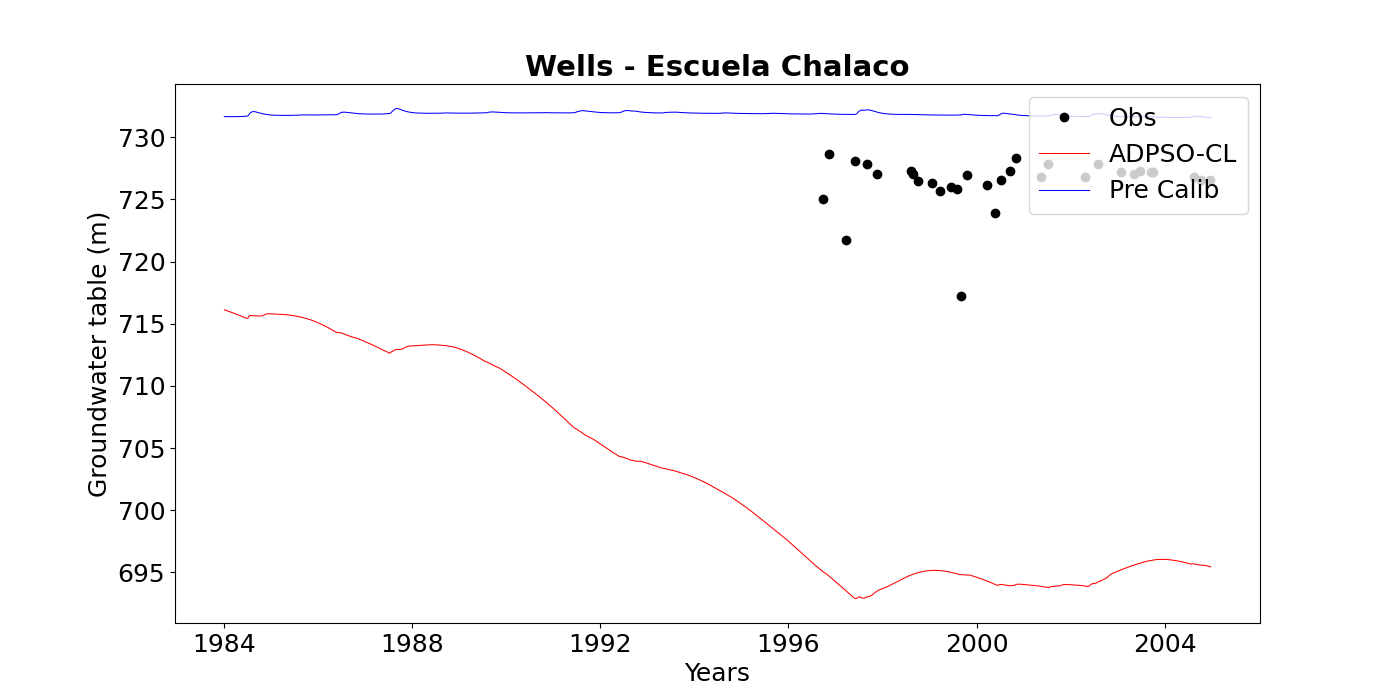 Wells - Escuela Chalaco
Obs
ADPSO-CL
Pre Calib
730
725
720
715
710
705
700
695
Groundwater table (m)
1984 1988 1992 1996 2000 2004
Years